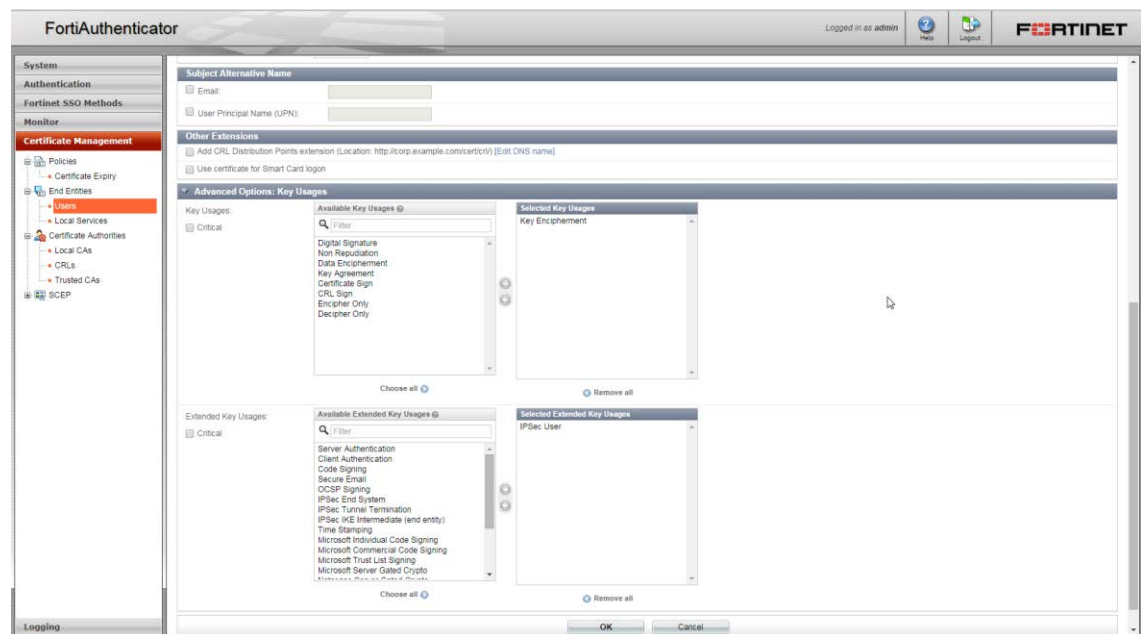 FortiAuthenticator
Logged in as admin
Help
Logout
FORTINET
System
Authentication
Fortinet SSO Methods
Monitor
Certificate Management
Policies
Certificate Expiry
End Entities
Users
Local Services
Certificate Authorities
Local CAs
CRLs
Trusted CAs
SCEP
Logging
Subject Alternative Name
Email:
User Principal Name (UPN):
Other Extensions
Add CRL Distribution Points extension (Location: http://corp.example.com/cert/crl/) [Edit DNS name]
Use certificate for Smart Card logon
Advanced Options: Key Usages
Key Usages:
Critical
Available Key Usages
Filter
Digital Signature
Non Repudiation
Data Encipherment
Key Agreement
Certificate Sign
CRL Sign
Encipher Only
Decipher Only
Choose all
Selected Key Usages
Key Encipherment
Remove all
Extended Key Usages:
Critical
Available Extended Key Usages
Filter
Server Authentication
Client Authentication
Code Signing
Secure Email
OCSP Signing
IPSec End System
IPSec Tunnel Termination
IPSec IKE Intermediate (end entity)
Time Stamping
Microsoft Individual Code Signing
Microsoft Commercial Code Signing
Microsoft Trust List Signing
Microsoft Server Gated Crypto
Choose all
Selected Extended Key Usages
IPSec User
Remove all
OK
Cancel